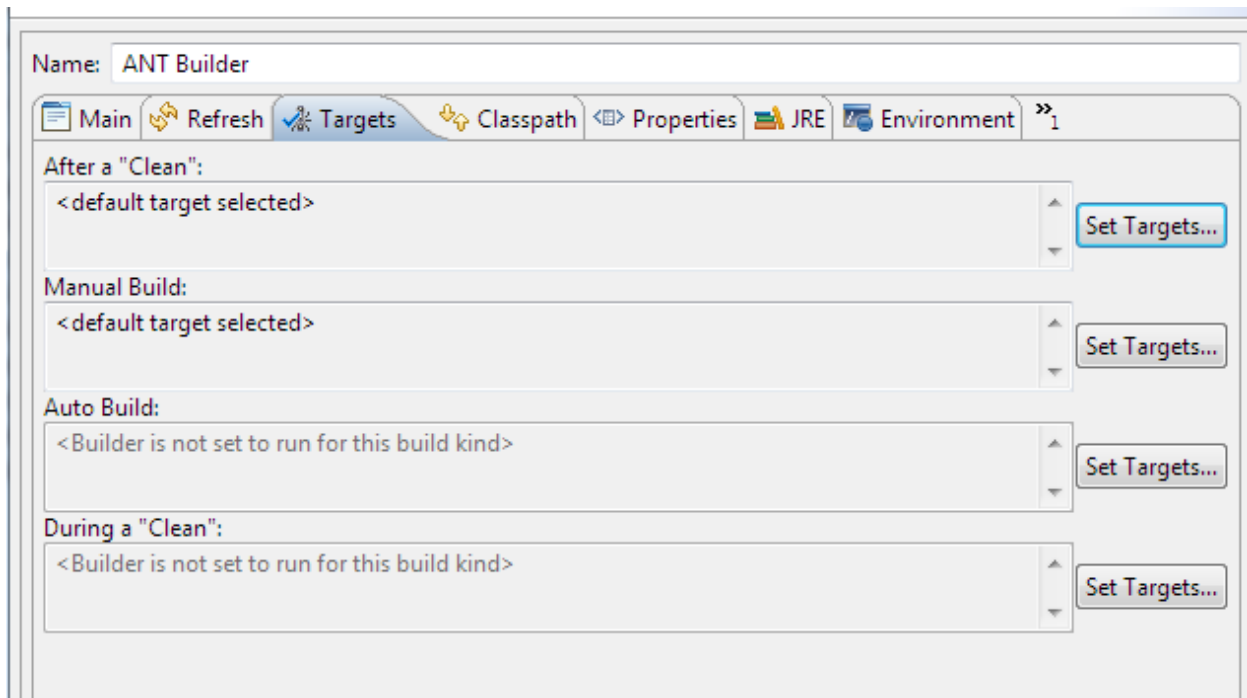 Name: ANT Builder
Main Refresh Targets Classpath Properties JRE Environment »1
After a "Clean":
<default target selected>
Set Targets...
Manual Build:
<default target selected>
Set Targets...
Auto Build:
<Builder is not set to run for this build kind>
Set Targets...
During a "Clean":
<Builder is not set to run for this build kind>
Set Targets...